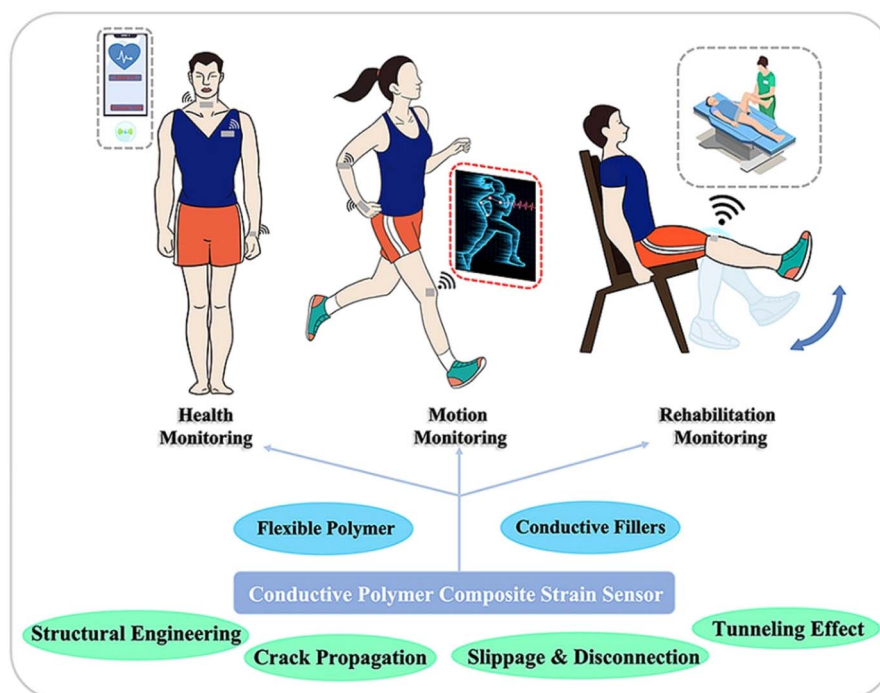 Health
Monitoring
Motion
Monitoring
Rehabilitation
Monitoring
Flexible Polymer
Conductive Fillers
Conductive Polymer Composite Strain Sensor
Structural Engineering
Crack Propagation
Slippage & Disconnection
Tunneling Effect